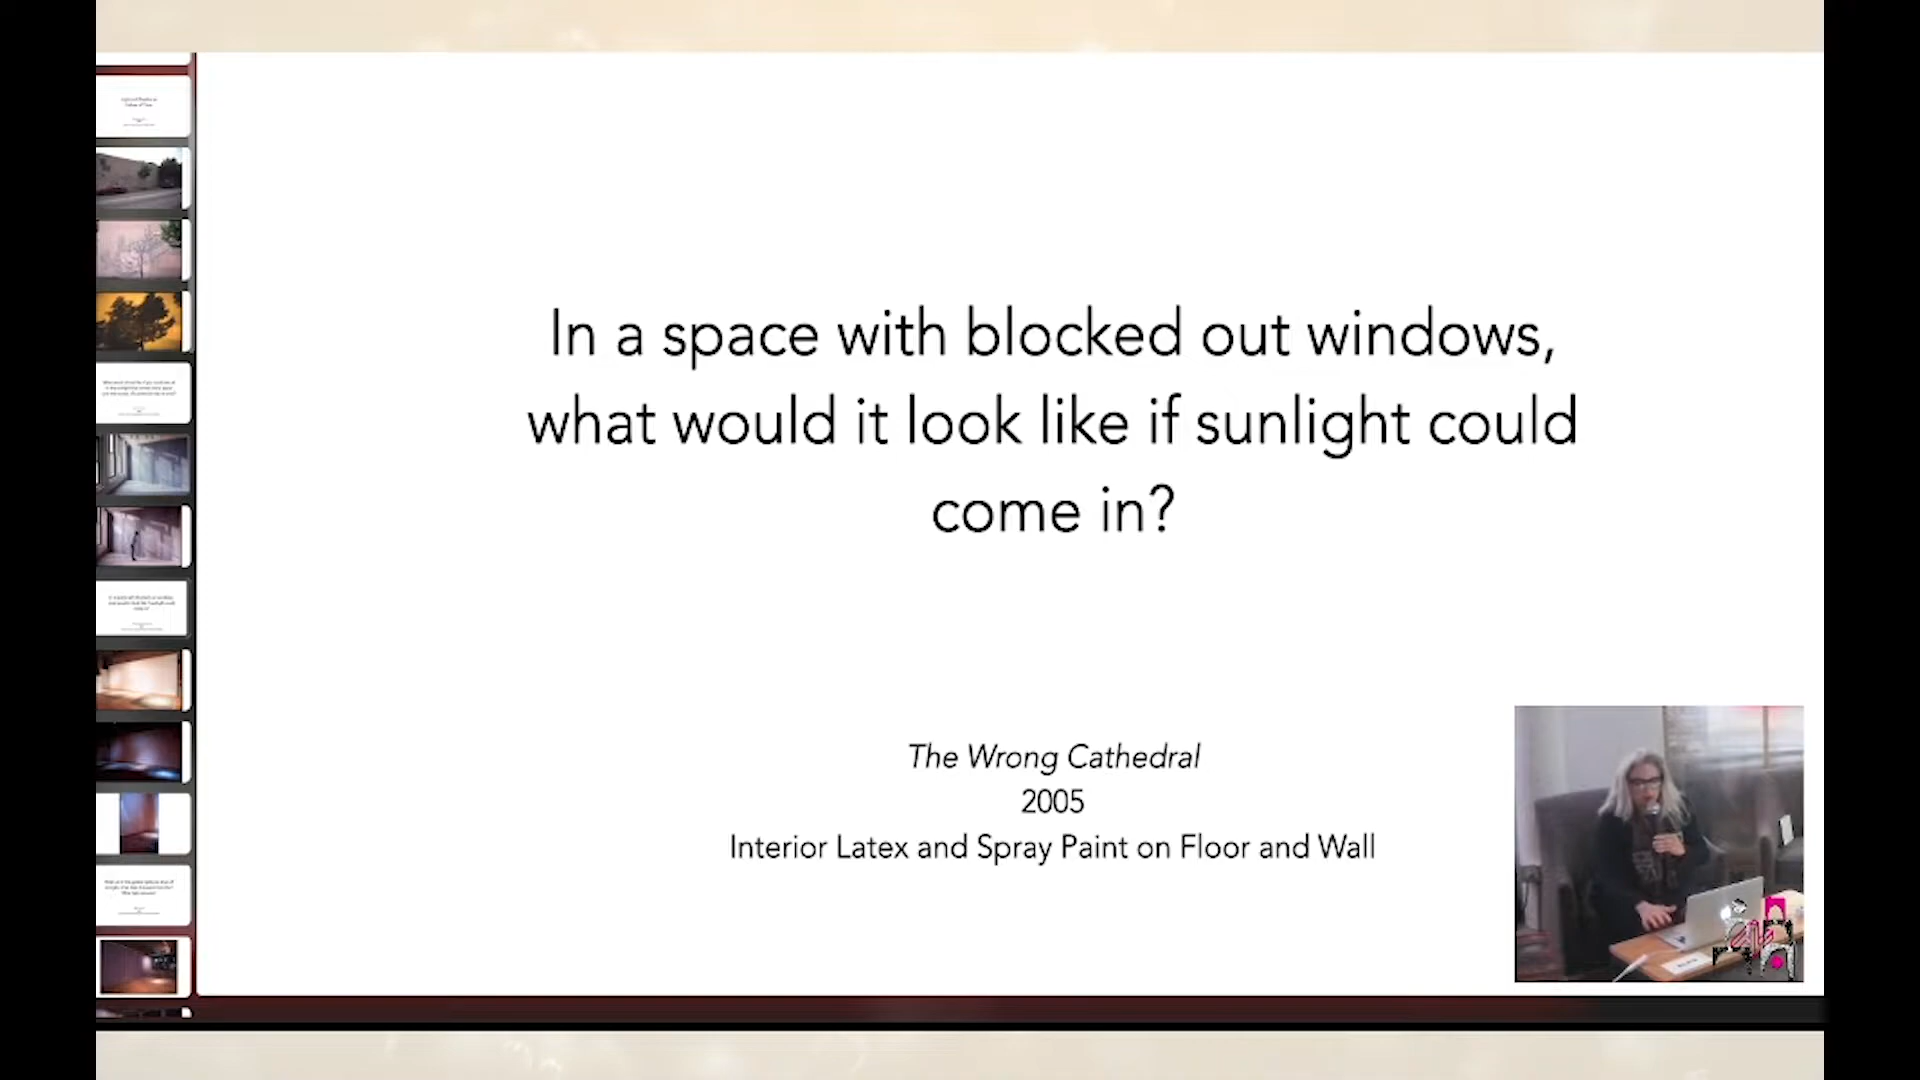 In a space with blocked out windows,
what would it look like if sunlight could
come in?
The Wrong Cathedral
2005
Interior Latex and Spray Paint on Floor and Wall